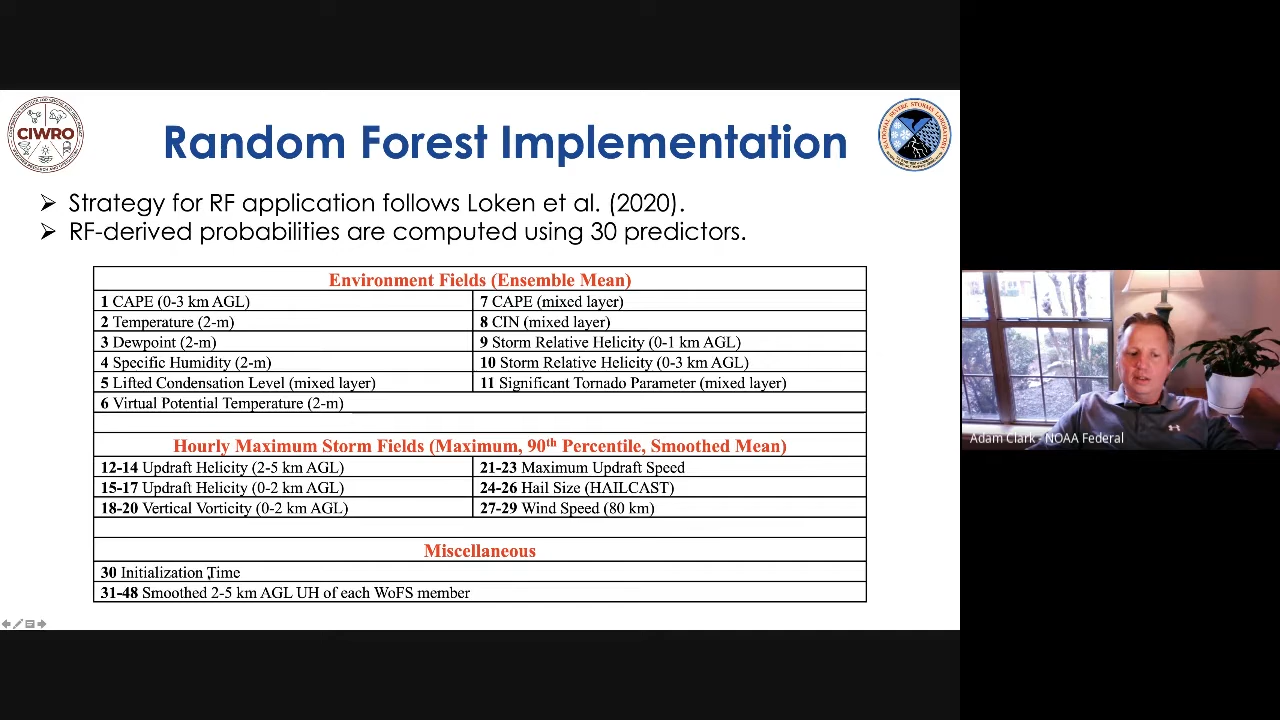 CIWRO
Random Forest Implementation
NATIONAL SEVERE STORMS LABORATORY
➢ Strategy for RF application follows Loken et al. (2020).
➢ RF-derived probabilities are computed using 30 predictors.
Environment Fields (Ensemble Mean)
1 CAPE (0-3 km AGL)
7 CAPE (mixed layer)
2 Temperature (2-m)
8 CIN (mixed layer)
3 Dewpoint (2-m)
9 Storm Relative Helicity (0-1 km AGL)
4 Specific Humidity (2-m)
10 Storm Relative Helicity (0-3 km AGL)
5 Lifted Condensation Level (mixed layer)
11 Significant Tornado Parameter (mixed layer)
6 Virtual Potential Temperature (2-m)
Hourly Maximum Storm Fields (Maximum, 90th Percentile, Smoothed Mean)
12-14 Updraft Helicity (2-5 km AGL)
21-23 Maximum Updraft Speed
15-17 Updraft Helicity (0-2 km AGL)
24-26 Hail Size (HAILCAST)
18-20 Vertical Vorticity (0-2 km AGL)
27-29 Wind Speed (80 km)
Miscellaneous
30 Initialization Time
31-48 Smoothed 2-5 km AGL UH of each WoFS member
Adam Clark - NOAA Federal